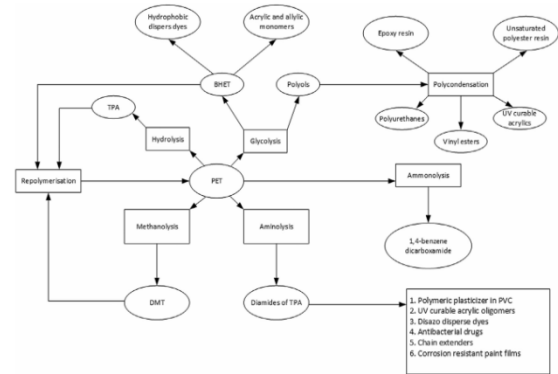 Hydrophobic
dispers dyes
Acrylic and allylic
monomers
Epoxy resin
Unsaturated
polyester resin
BHET
Polyols
Polycondensation
TPA
Polyurethanes
UV curable
acrylics
Hydrolysis
Glycolysis
Vinyl esters
Repolymerisation
PET
Ammonolysis
Methanolysis
Aminolysis
1,4-benzene
dicarboxamide
DMT
Diamides of TPA
1. Polymeric plasticizer in PVC
2. UV curable acrylic oligomers
3. Disazo disperse dyes
4. Antibacterial drugs
5. Chain extenders
6. Corrosion resistant paint films